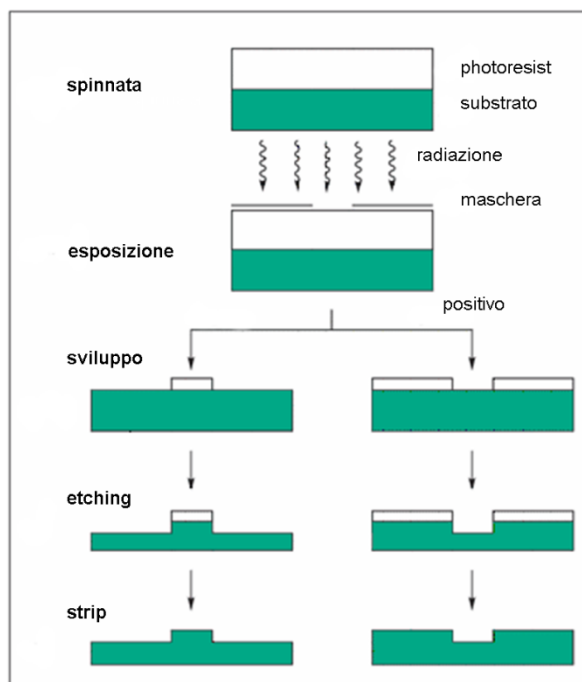 spinnata
photoresist
substrato
radiazione
maschera
esposizione
positivo
sviluppo
etching
strip